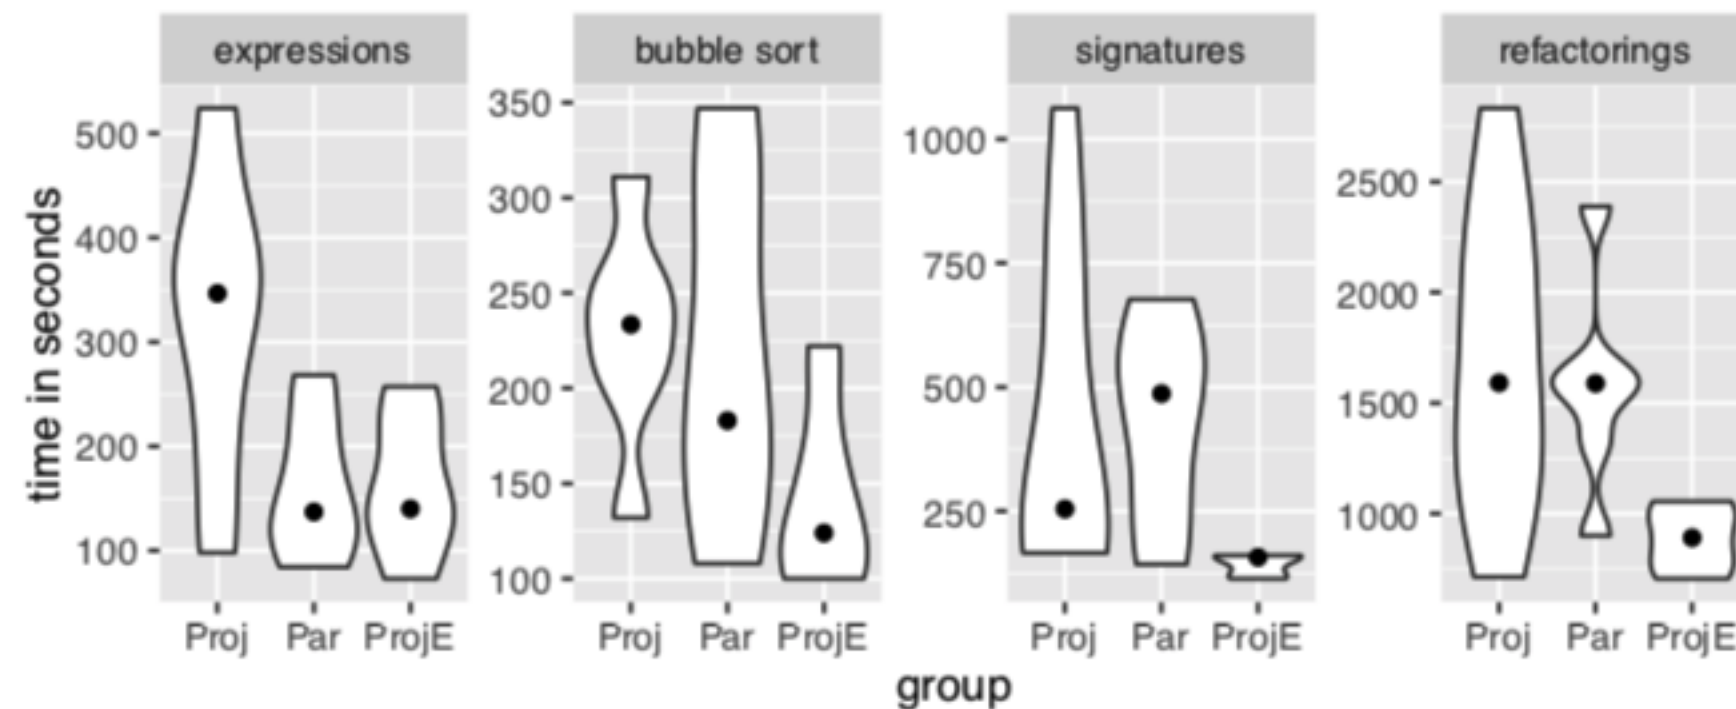 expressions
bubble sort
signatures
refactorings
time in seconds
500
400
300
200
100
350
300
250
200
150
100
1000
750
500
250
2500
2000
1500
1000
Proj Par ProjE
Proj Par ProjE
Proj Par ProjE
Proj Par ProjE
group